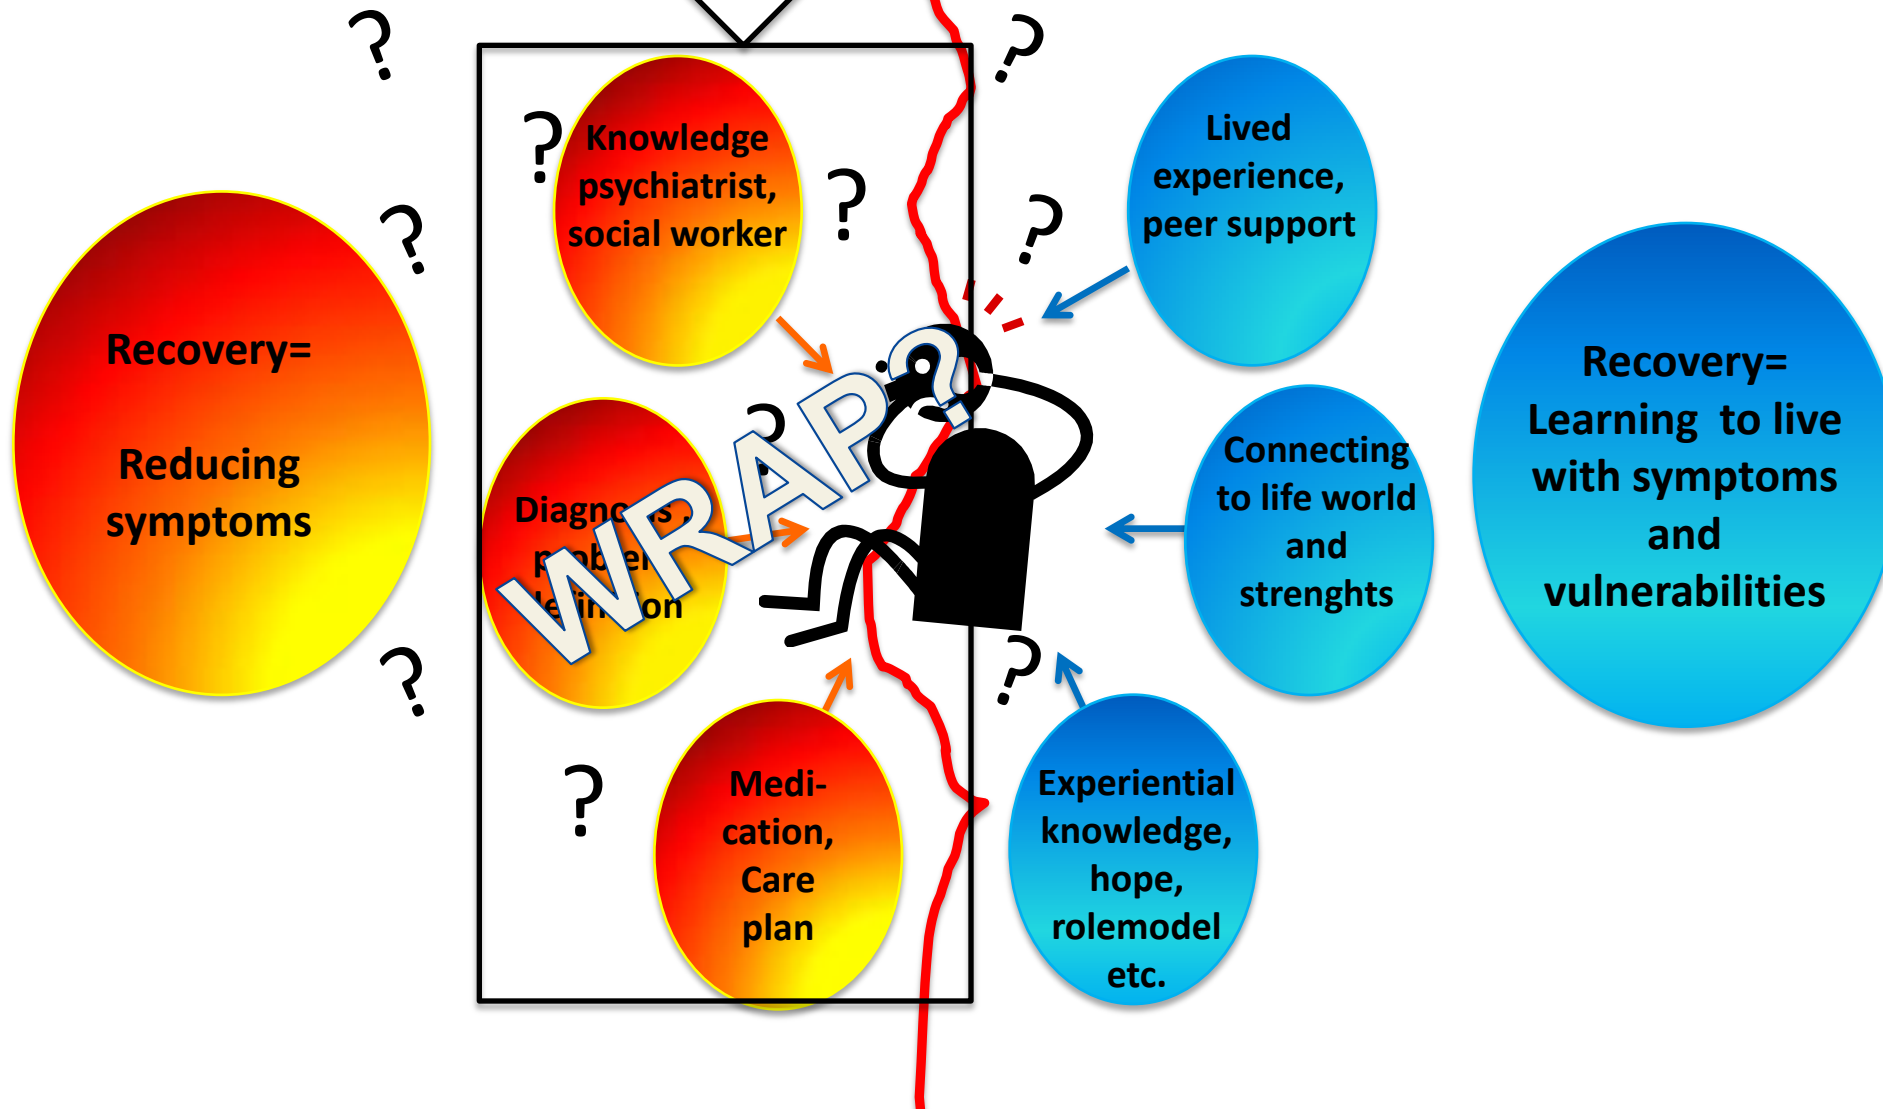 ?
?
?
Recovery=
Reducing
symptoms
?
?
Knowledge
psychiatrist,
social worker
?
?
WRAP?
?
Medi-
cation,
Care
plan
?
?
?
Lived
experience,
peer support
Connecting
to life world
and
strenghts
Experiential
knowledge,
hope,
rolemodel
etc.
Recovery=
Learning to live
with symptoms
and
vulnerabilities